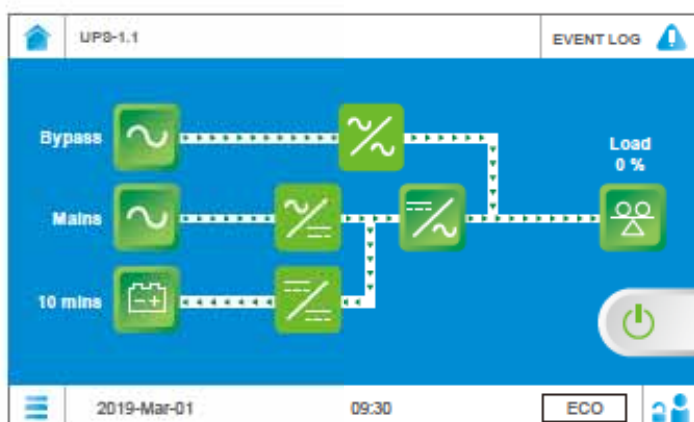 UPS-1.1
EVENT LOG
Bypass
Load
0 %
Mains
10 mins
2019-Mar-01
09:30
ECO